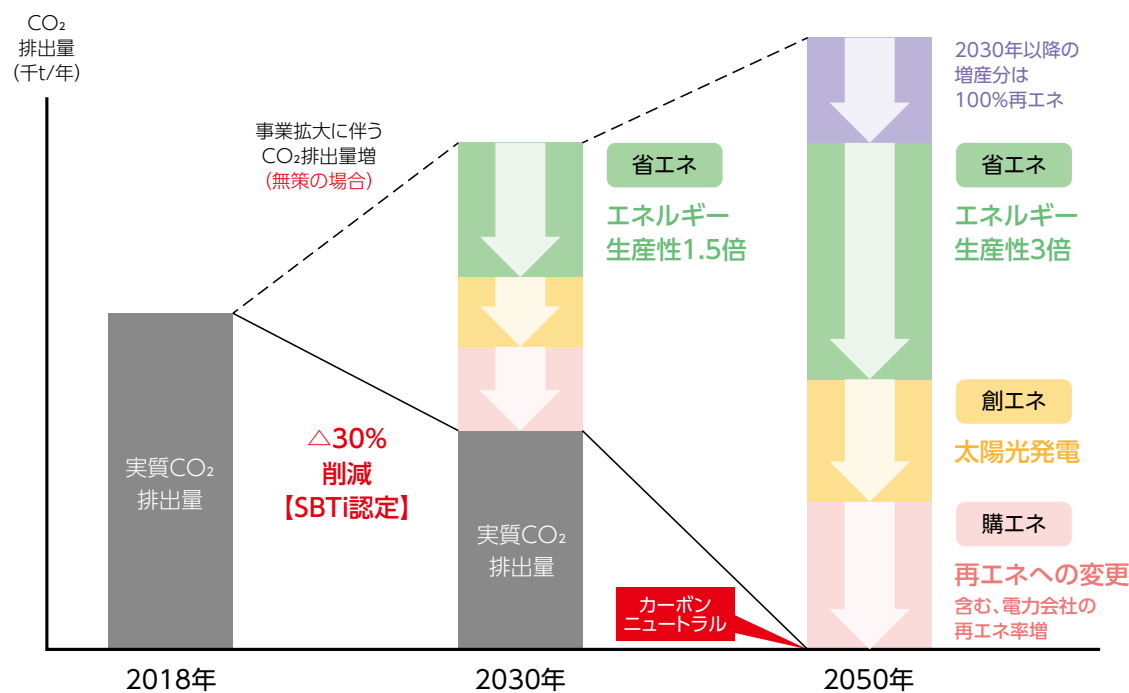 CO₂
排出量
(千t/年)
事業拡大に伴う
CO₂排出量増
(無策の場合)
2030年以降の
増産分は
100%再エネ
省エネ
エネルギー
生産性1.5倍
省エネ
エネルギー
生産性3倍
創エネ
太陽光発電
購エネ
再エネへの変更
含む、電力会社の
再エネ率増
実質CO₂
排出量
△30%
削減
【SBTi認定】
実質CO₂
排出量
カーボン
ニュートラル
2018年
2030年
2050年